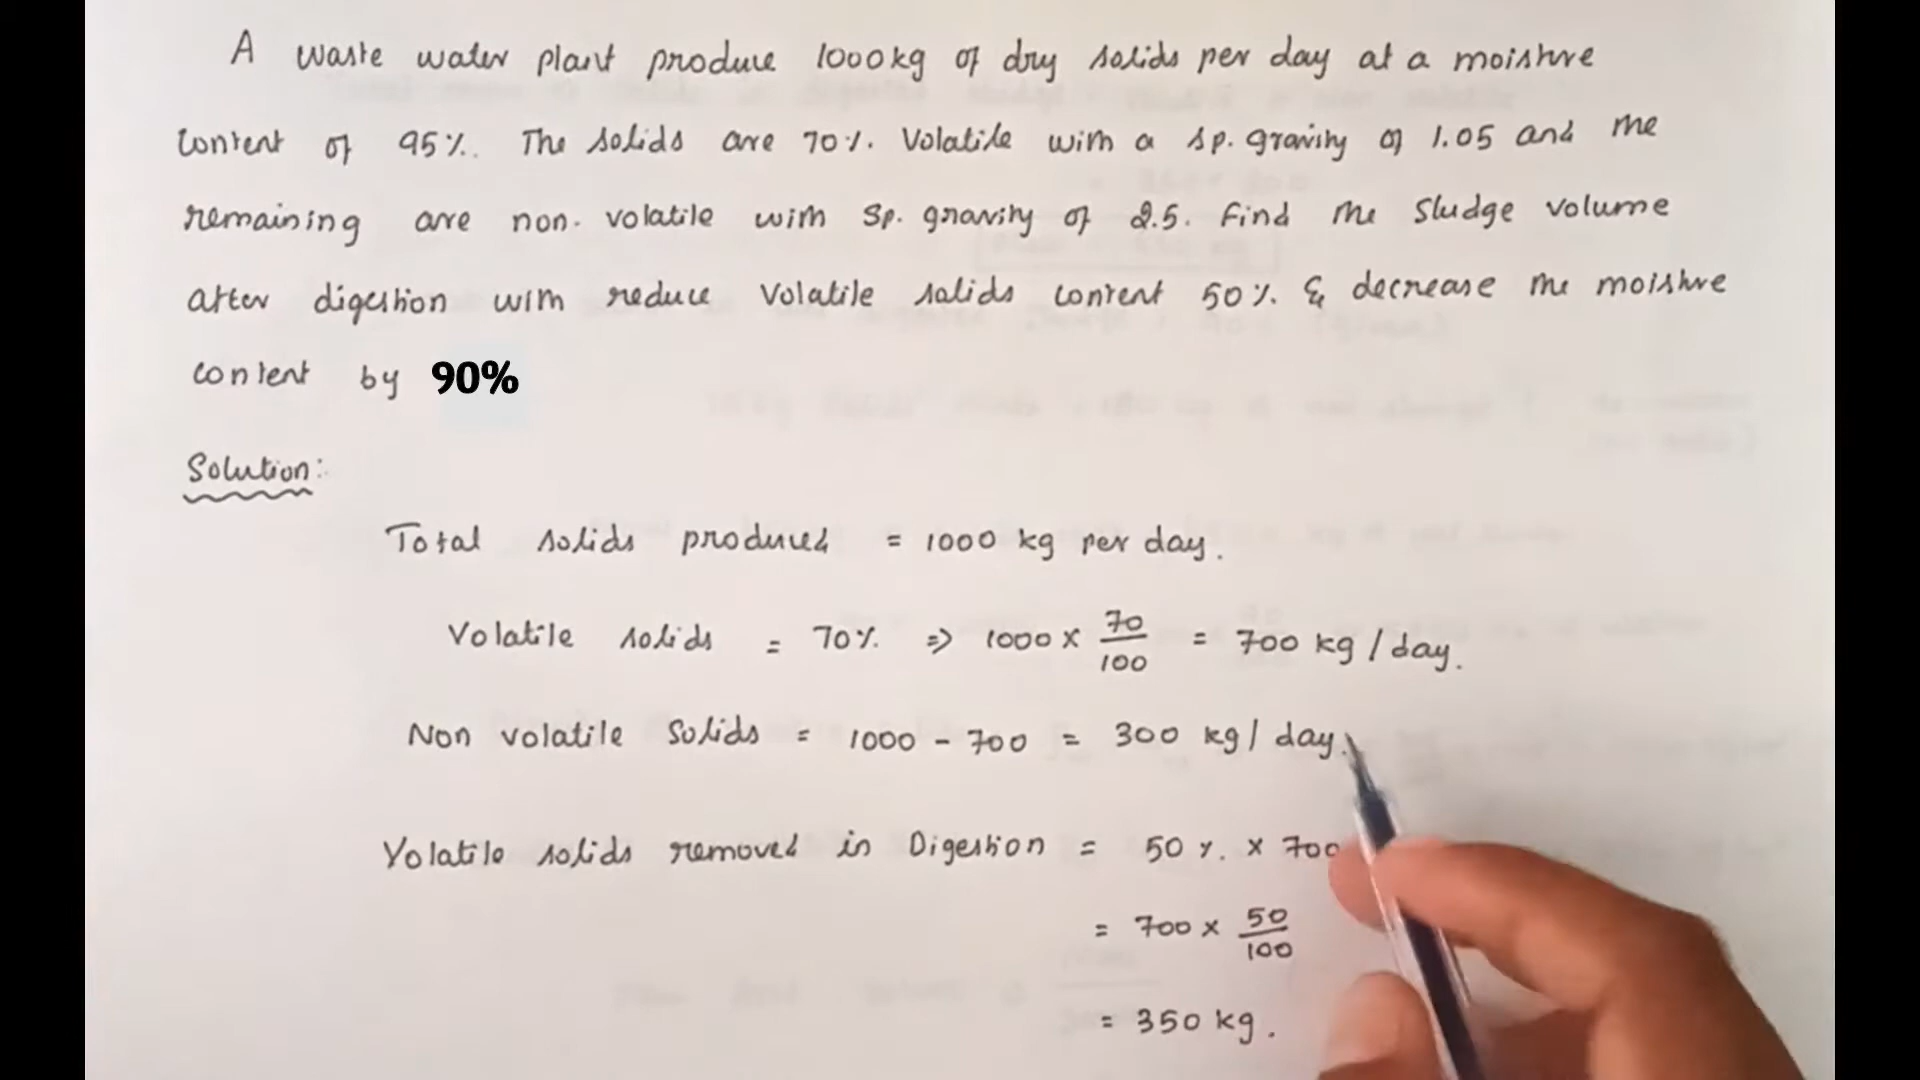 A waste water plant produce 1000kg of dry solids per day at a moisture
content of 95%. The solids are 70%. Volatile with a sp. gravity of 1.05 and the
remaining are non. volatile with sp. gravity of 2.5. Find the sludge volume
after digestion with reduce Volatile solids content 50%. & decrease the moisture
content by 90%
Solution:
Total solids produced = 1000 kg per day.
Volatile solids = 70% ⇒ 1000 × 70/100 = 700 kg / day.
Non volatile Solids = 1000 - 700 = 300 kg / day.
Volatile solids removed in Digestion = 50 %. × 700
= 700 × 50/100
= 350 kg.